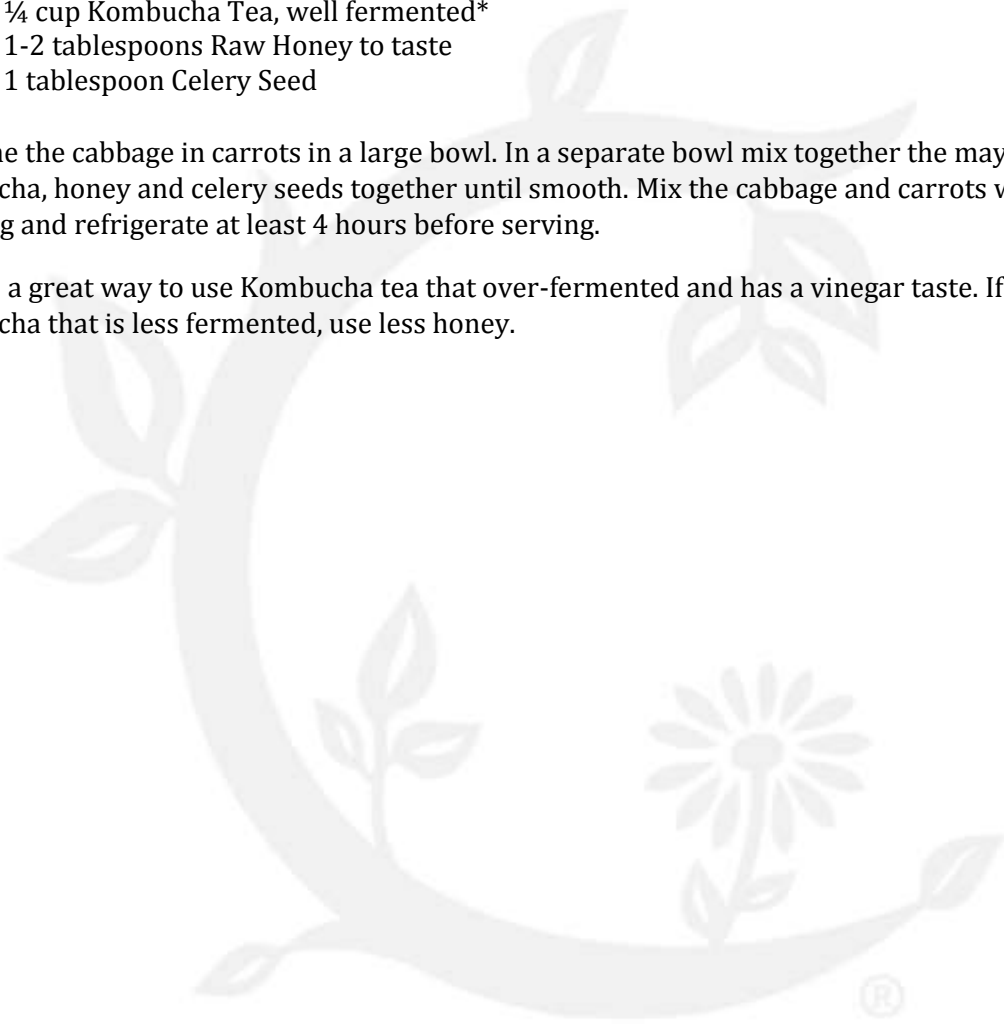 ¼ cup Kombucha Tea, well fermented*
1-2 tablespoons Raw Honey to taste
1 tablespoon Celery Seed
ne the cabbage in carrots in a large bowl. In a separate bowl mix together the may
cha, honey and celery seeds together until smooth. Mix the cabbage and carrots w
g and refrigerate at least 4 hours before serving.
a great way to use Kombucha tea that over-fermented and has a vinegar taste. If
cha that is less fermented, use less honey.
®